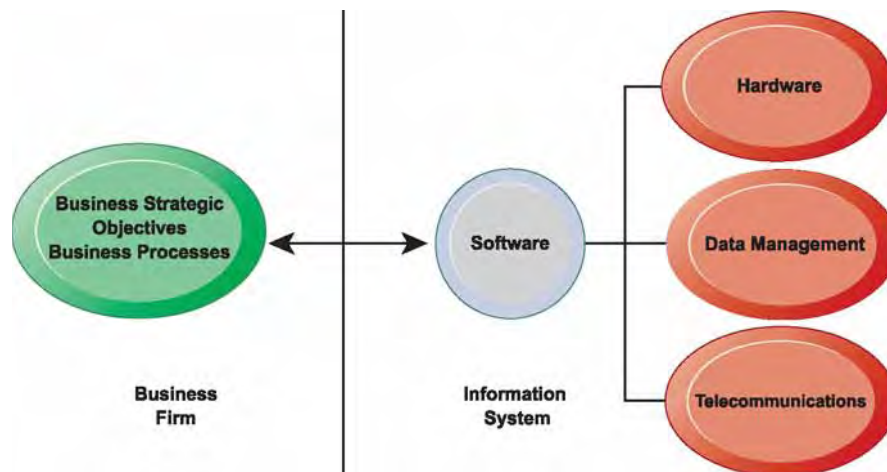 Business Strategic
Objectives
Business Processes
Business
Firm
Software
Information
System
Hardware
Data Management
Telecommunications